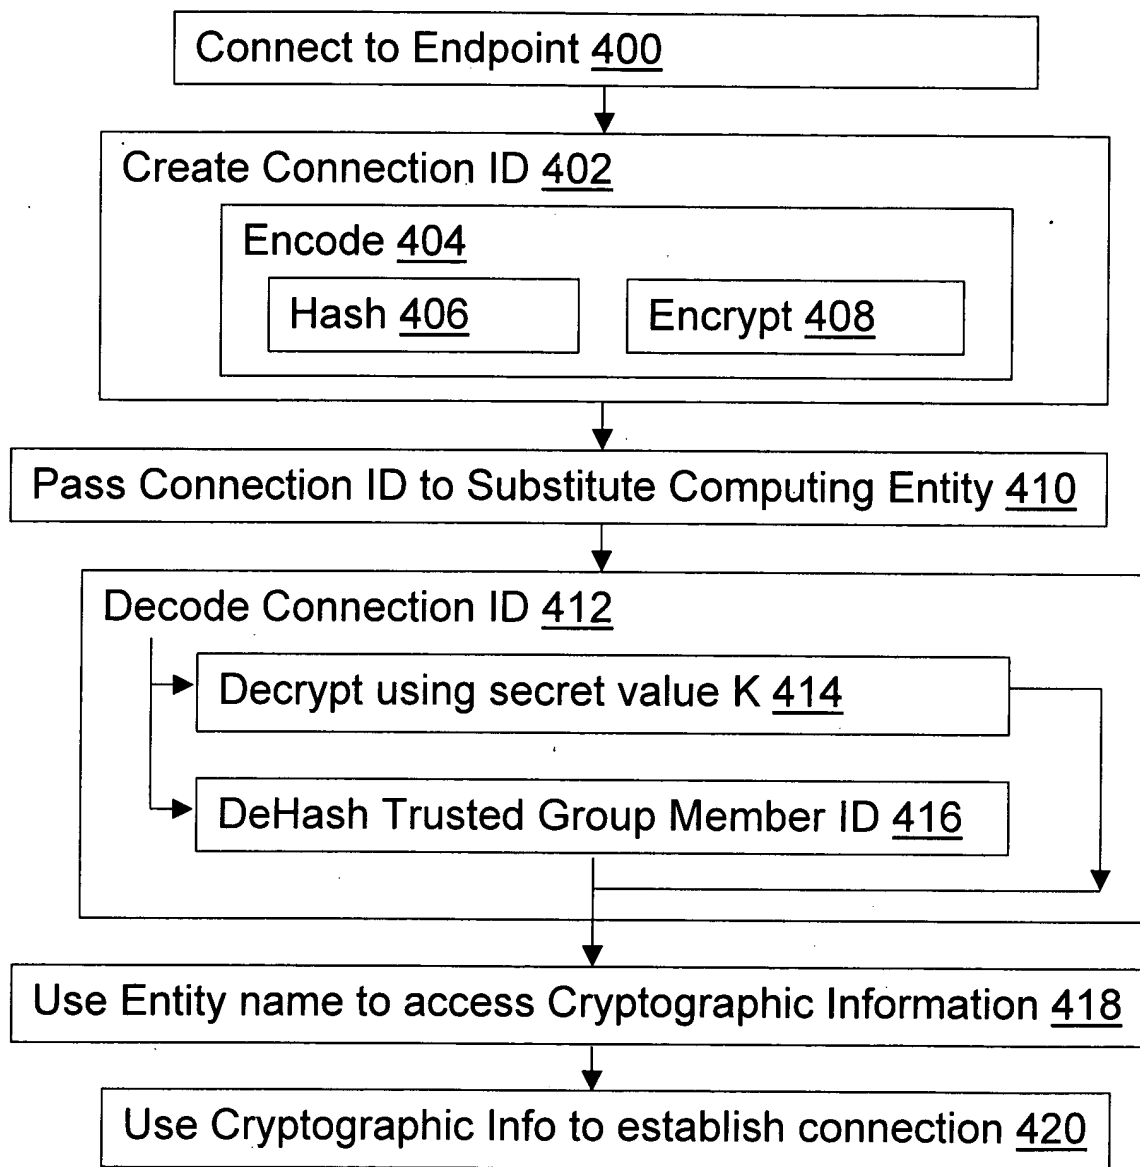 Connect to Endpoint 400
Create Connection ID 402
Encode 404
Hash 406
Encrypt 408
Pass Connection ID to Substitute Computing Entity 410
Decode Connection ID 412
Decrypt using secret value K 414
DeHash Trusted Group Member ID 416
Use Entity name to access Cryptographic Information 418
Use Cryptographic Info to establish connection 420